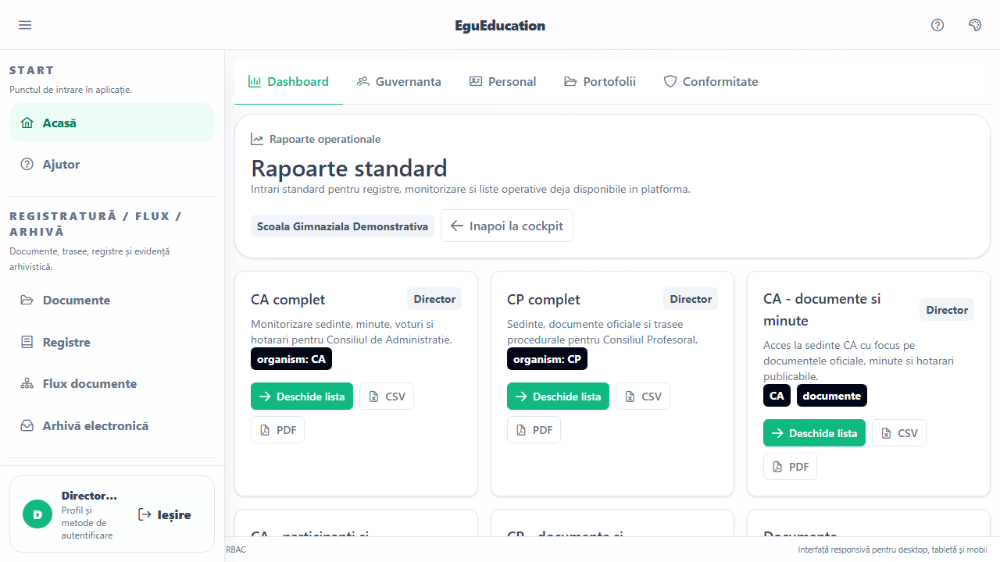 EguEducation
START
Punctul de intrare în aplicație.
Acasă
Ajutor
REGISTRATURĂ / FLUX /
ARHIVĂ
Documente, trasee, registre și evidență
arhivistică.
Documente
Registre
Flux documente
Arhivă electronică
Director...
Profil și
metode de
autentificare
Ieșire
Dashboard
Guvernanta
Personal
Portofolii
Conformitate
Rapoarte operationale
Rapoarte standard
Intrari standard pentru registre, monitorizare si liste operative deja disponibile in platforma.
Scoala Gimnaziala Demonstrativa
Inapoi la cockpit
CA complet
Director
Monitorizare sedinte, minute, voturi si
hotarari pentru Consiliul de Administratie.
organism: CA
Deschide lista
CSV
PDF
CP complet
Director
Sedinte, documente oficiale si trasee
procedurale pentru Consiliul Profesoral.
organism: CP
Deschide lista
CSV
PDF
CA - documente si
minute
Director
Acces la sedinte CA cu focus pe
documentele oficiale, minute si hotarari
publicabile.
CA
documente
Deschide lista
CSV
PDF
CA - participanti si
CP - documente si
Documente
RBAC
Interfață responsivă pentru desktop, tabletă și mobil